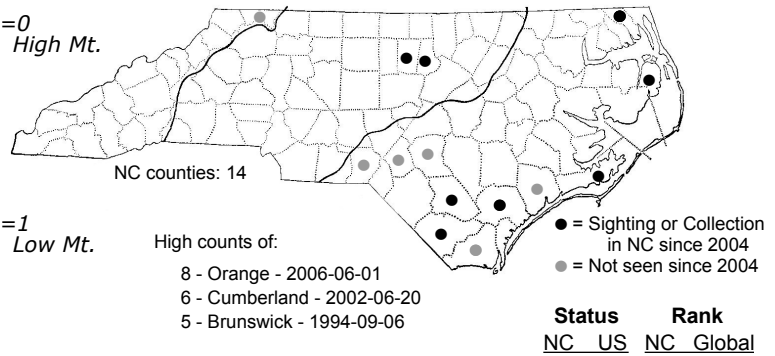 =0
High Mt.
NC counties: 14
=1
Low Mt.
High counts of:
8 - Orange - 2006-06-01
6 - Cumberland - 2002-06-20
5 - Brunswick - 1994-09-06
= Sighting or Collection
in NC since 2004
= Not seen since 2004
Status Rank
NC US NC Global